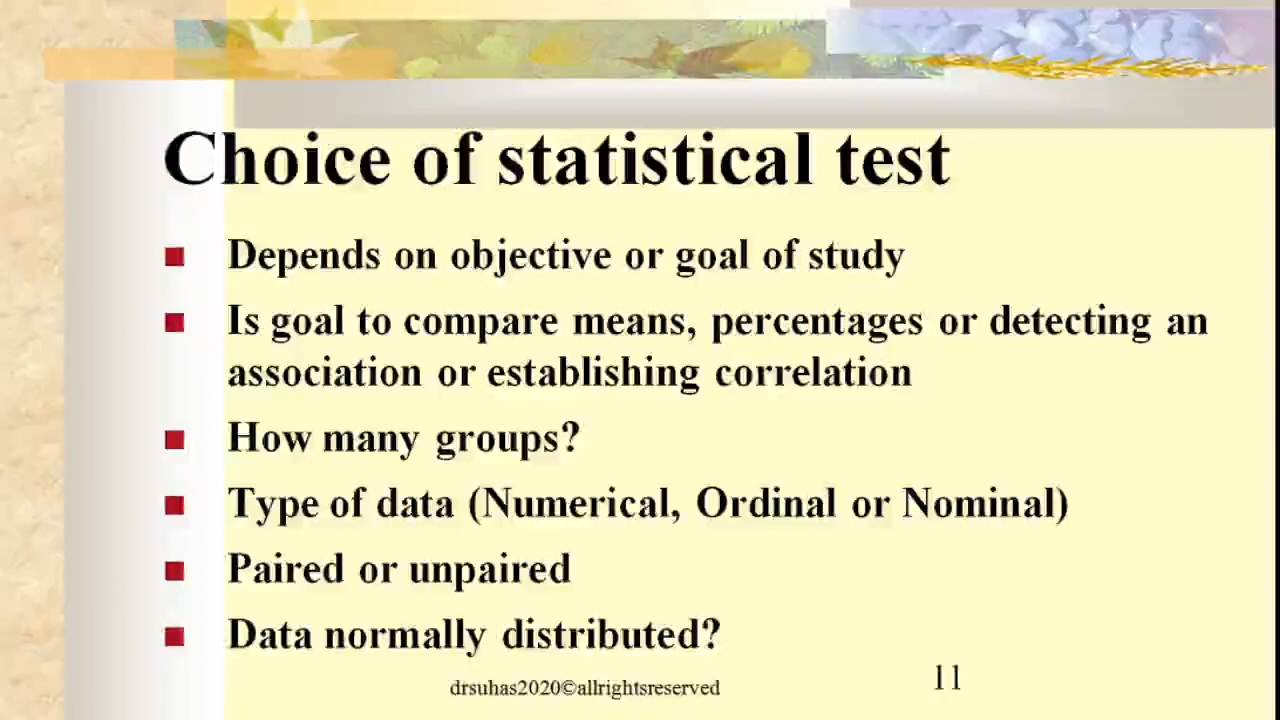 Choice of statistical test
Depends on objective or goal of study
Is goal to compare means, percentages or detecting an
association or establishing correlation
How many groups?
Type of data (Numerical, Ordinal or Nominal)
Paired or unpaired
Data normally distributed?
drsuhas2020©allrightsreserved
11